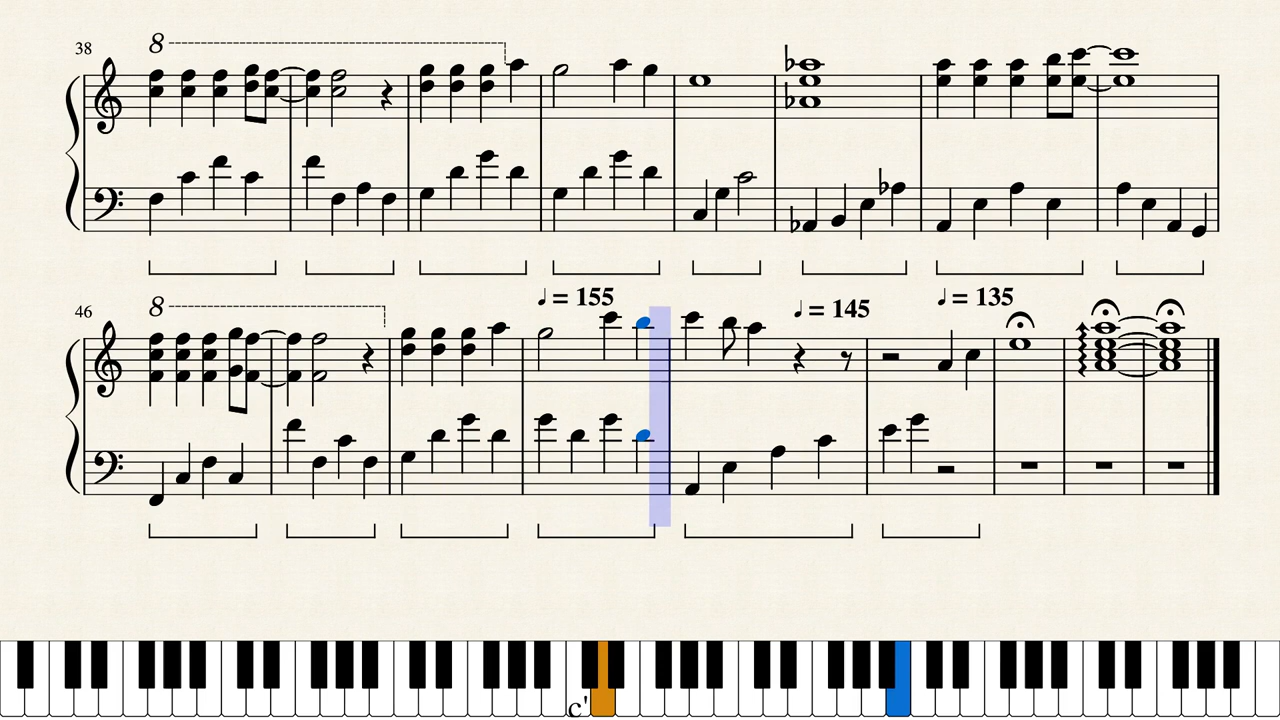 8
38
♩ = 155
8
46
♩ = 145
♩ = 135
c'